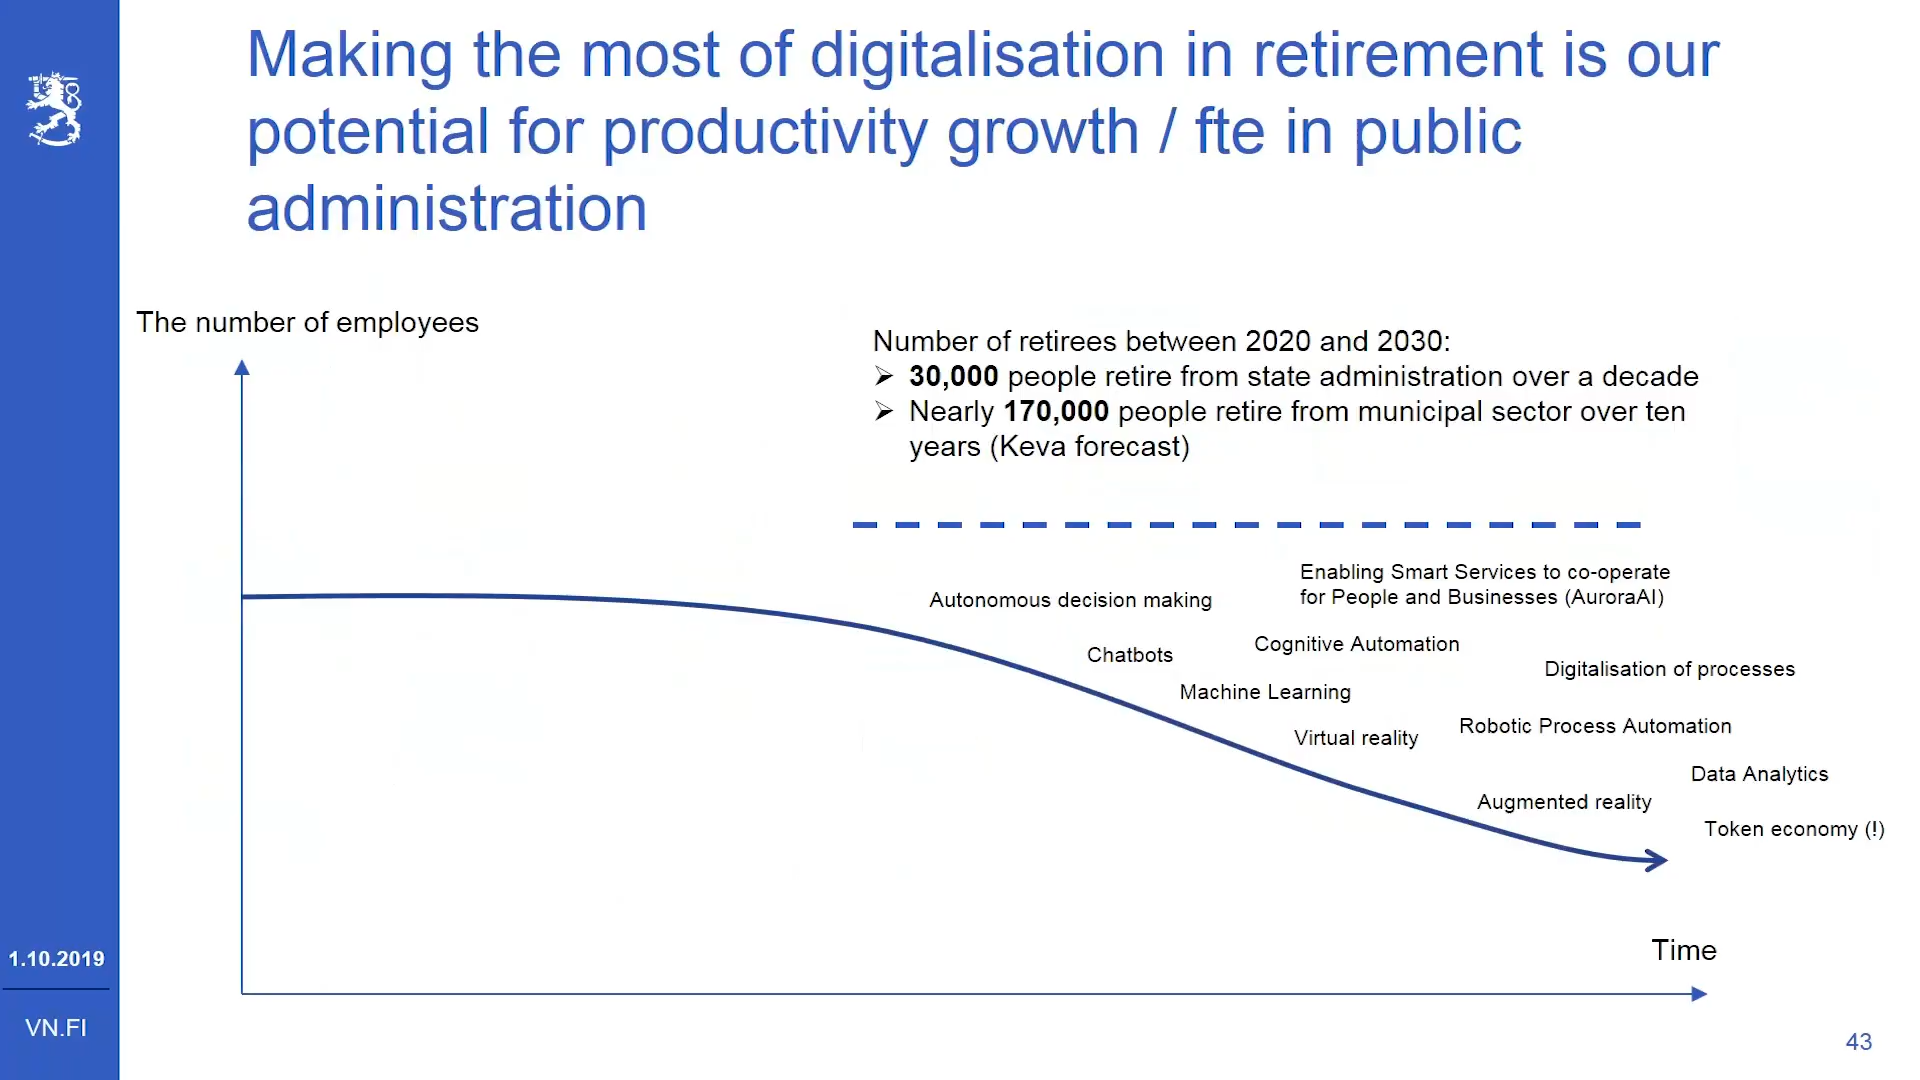 Making the most of digitalisation in retirement is our
potential for productivity growth / fte in public
administration
The number of employees
Number of retirees between 2020 and 2030:
➢ 30,000 people retire from state administration over a decade
➢ Nearly 170,000 people retire from municipal sector over ten
years (Keva forecast)
Enabling Smart Services to co-operate
for People and Businesses (AuroraAI)
Autonomous decision making
Cognitive Automation
Chatbots
Digitalisation of processes
Machine Learning
Robotic Process Automation
Virtual reality
Data Analytics
Augmented reality
Token economy (!)
Time
1.10.2019
VN.FI
43